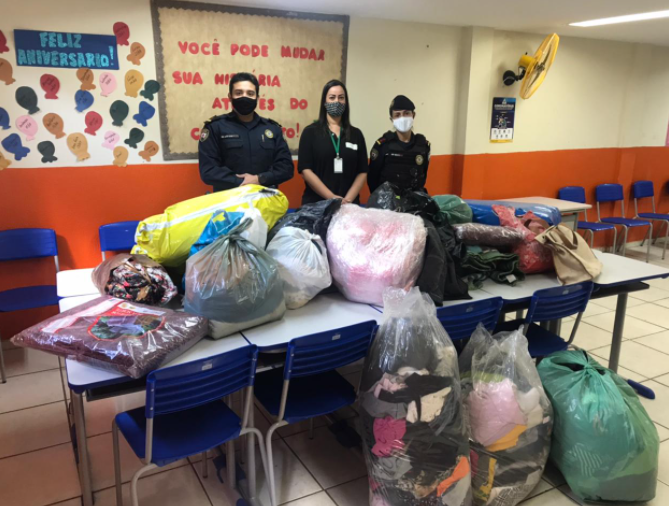 FELIZ
ANIVERSÁRIO!
VOCÊ PODE MUDAR
SUA HISTÓRIA
ATRAVÉS DO